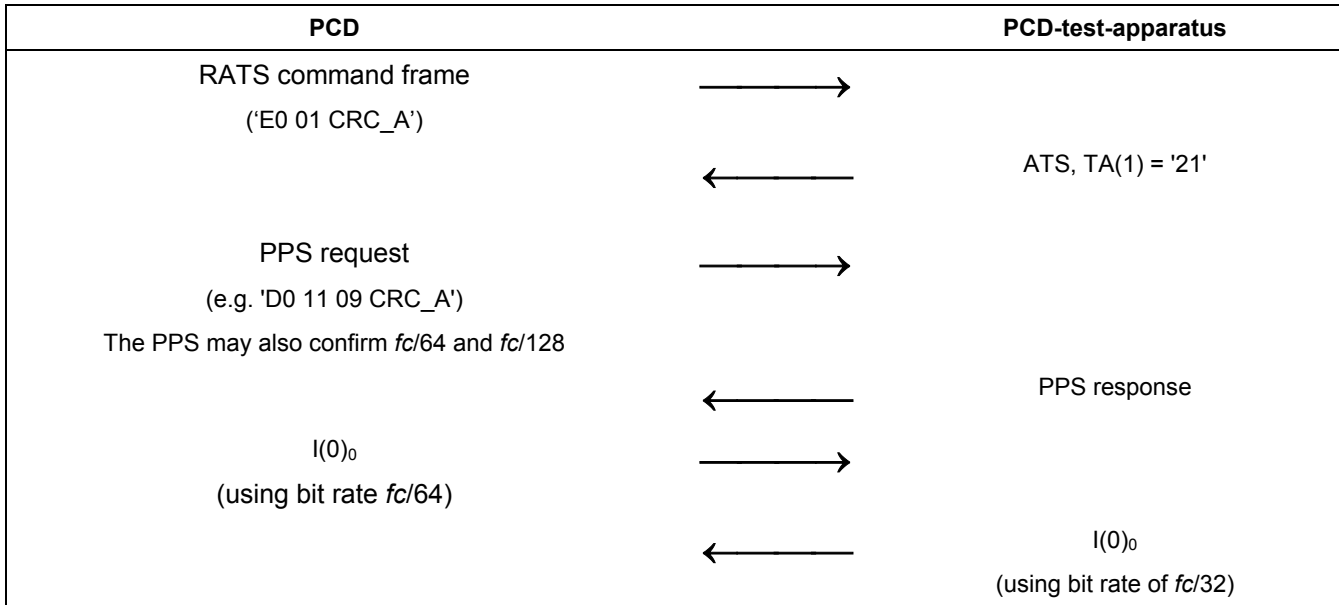 PCD PCD-test-apparatus
RATS command frame
(‘E0 01 CRC_A’)
ATS, TA(1) = '21'
PPS request
(e.g. 'D0 11 09 CRC_A')
The PPS may also confirm fc/64 and fc/128
PPS response
I(0)₀
(using bit rate fc/64)
I(0)₀
(using bit rate of fc/32)